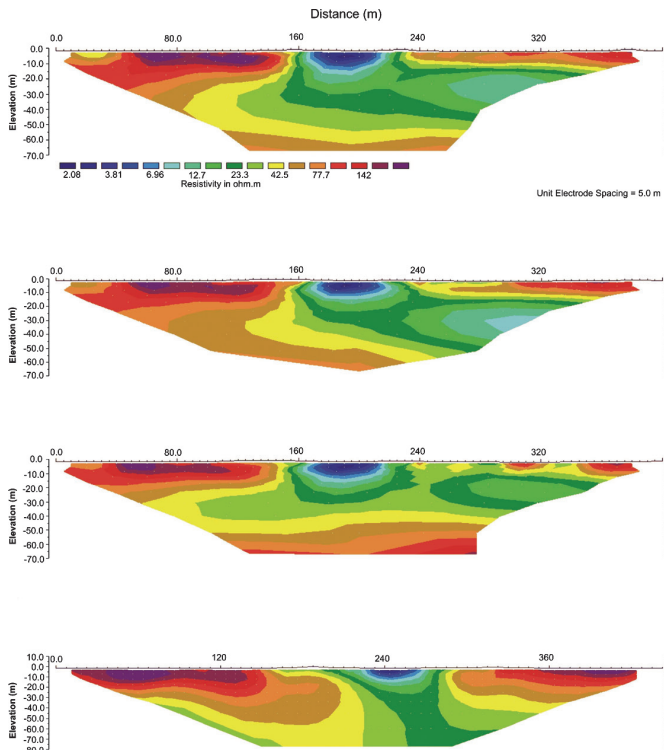 Distance (m)
0.0 80.0 160 240 320
0.0
-10.0
-20.0
-30.0
-40.0
-50.0
-60.0
-70.0
Elevation (m)
2.08 3.81 6.96 12.7 23.3 42.5 77.7 142
Resistivity in ohm.m
Unit Electrode Spacing = 5.0 m
0.0 80.0 160 240 320
0.0
-10.0
-20.0
-30.0
-40.0
-50.0
-60.0
-70.0
Elevation (m)
0.0 80.0 160 240 320
0.0
-10.0
-20.0
-30.0
-40.0
-50.0
-60.0
-70.0
Elevation (m)
10.0 0.0 120 240 360
0.0
-10.0
-20.0
-30.0
-40.0
-50.0
-60.0
-70.0
-80.0
Elevation (m)